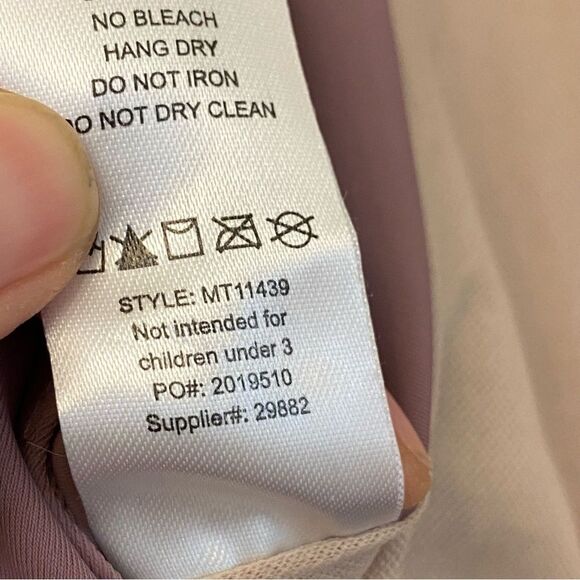 NO BLEACH
HANG DRY
DO NOT IRON
DO NOT DRY CLEAN
STYLE: MT11439
Not intended for
children under 3
PO#: 2019510
Supplier#: 29882